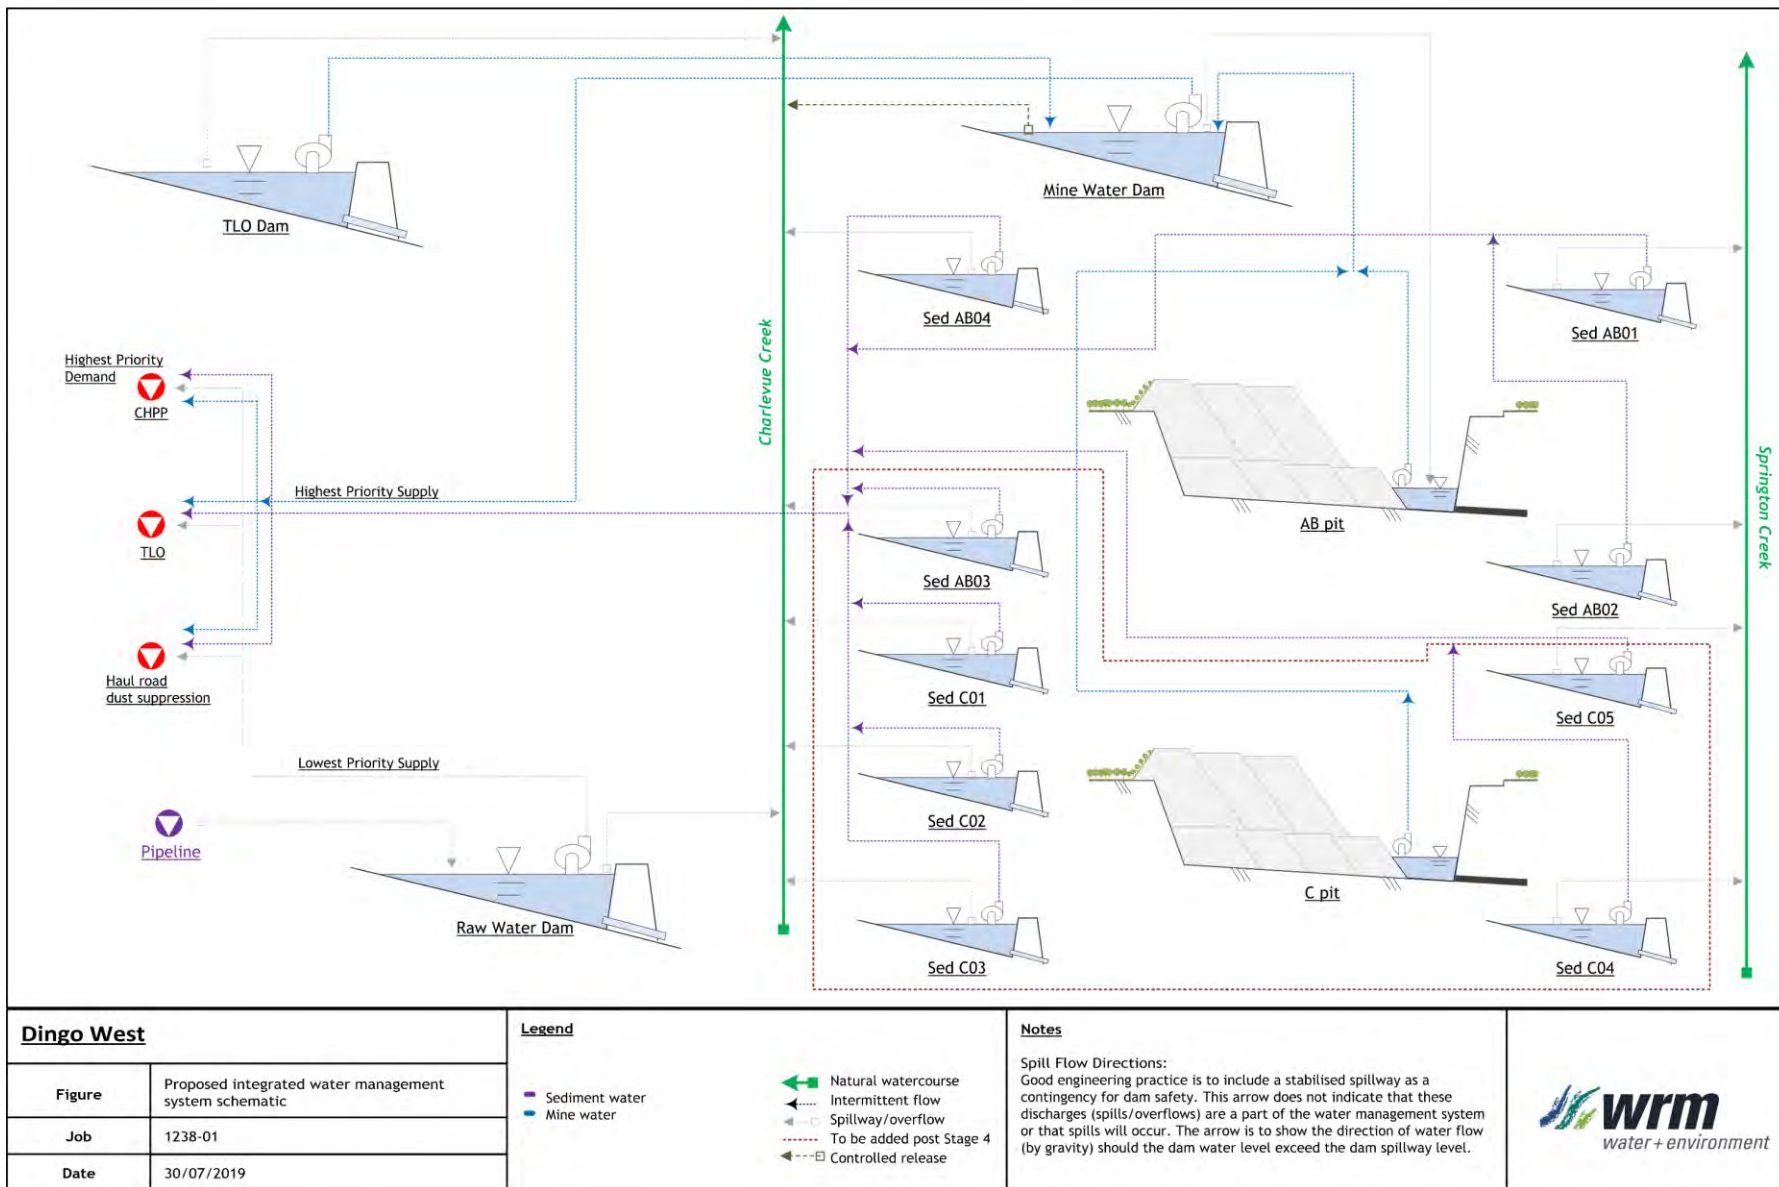 TLO Dam
Mine Water Dam
Charlevue Creek
Springton Creek
Sed AB04
Sed AB01
Highest Priority
Demand
CHPP
Highest Priority Supply
TLO
AB pit
Sed AB03
Sed AB02
Haul road
dust suppression
Sed C01
Sed C05
Lowest Priority Supply
Pipeline
Sed C02
Raw Water Dam
C pit
Sed C03
Sed C04
Dingo West
Figure
Proposed integrated water management
system schematic
Job
1238-01
Date
30/07/2019
Legend
Sediment water
Mine water
Natural watercourse
Intermittent flow
Spillway/overflow
To be added post Stage 4
Controlled release
Notes
Spill Flow Directions:
Good engineering practice is to include a stabilised spillway as a
contingency for dam safety. This arrow does not indicate that these
discharges (spills/overflows) are a part of the water management system
or that spills will occur. The arrow is to show the direction of water flow
(by gravity) should the dam water level exceed the dam spillway level.
wrm
water + environment